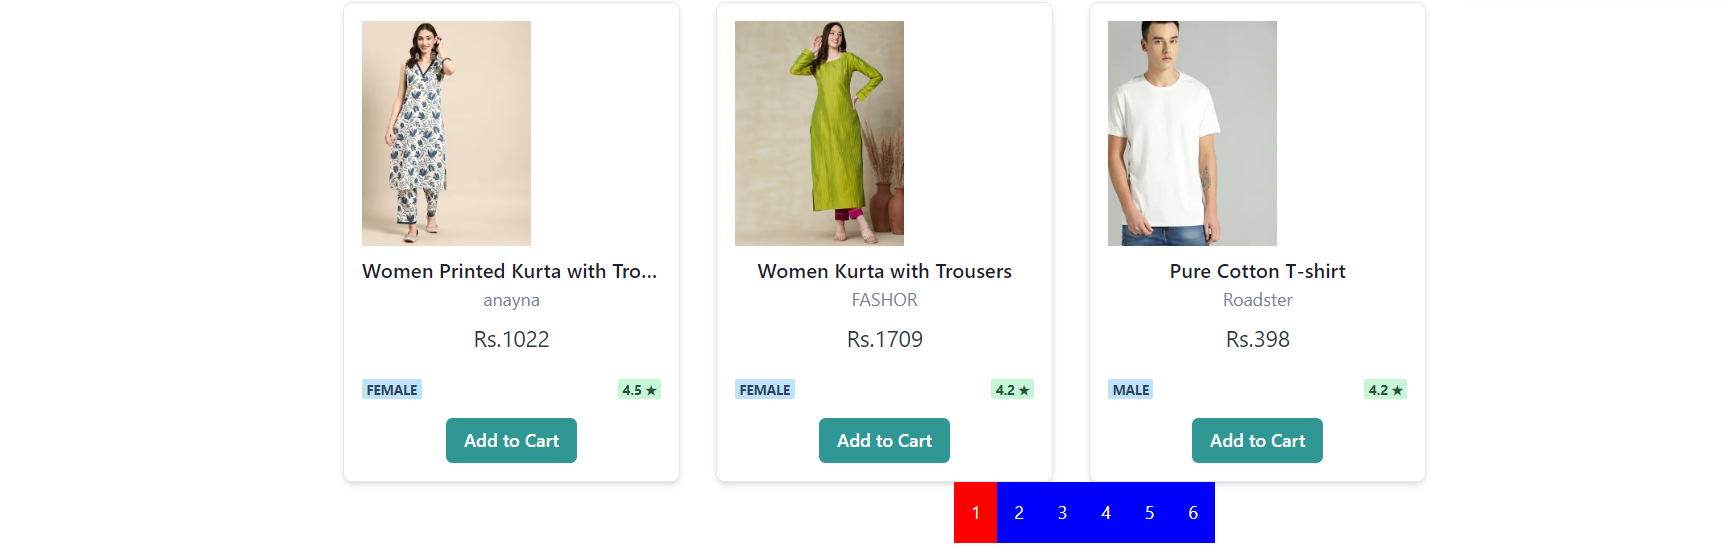 Women Printed Kurta with Tro...
anayna
Rs.1022
FEMALE 4.5 ★
Add to Cart
Women Kurta with Trousers
FASHOR
Rs.1709
FEMALE 4.2 ★
Add to Cart
Pure Cotton T-shirt
Roadster
Rs.398
MALE 4.2 ★
Add to Cart
1 2 3 4 5 6